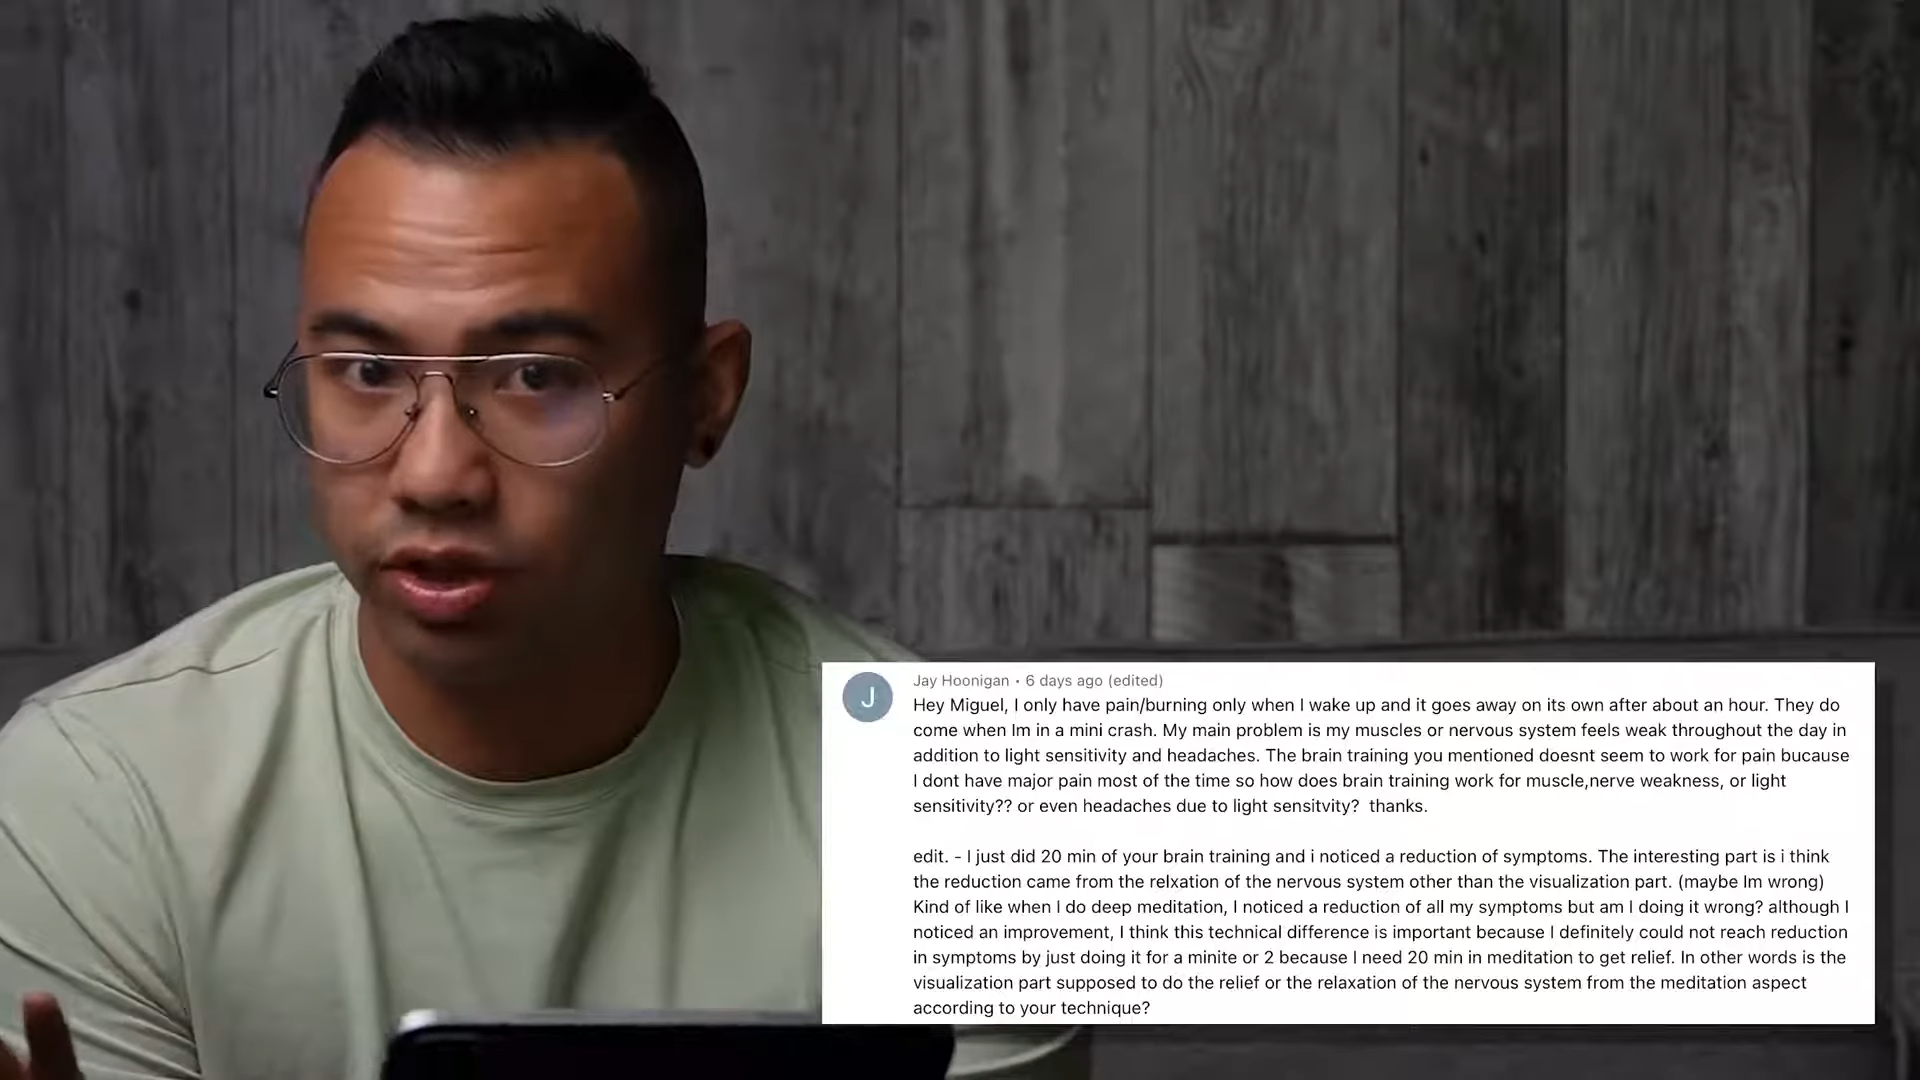 J
Jay Hoonigan • 6 days ago (edited)
Hey Miguel, I only have pain/burning only when I wake up and it goes away on its own after about an hour. They do
come when Im in a mini crash. My main problem is my muscles or nervous system feels weak throughout the day in
addition to light sensitivity and headaches. The brain training you mentioned doesnt seem to work for pain bucause
I dont have major pain most of the time so how does brain training work for muscle,nerve weakness, or light
sensitivity?? or even headaches due to light sensitvity?  thanks.
edit. - I just did 20 min of your brain training and i noticed a reduction of symptoms. The interesting part is i think
the reduction came from the relxation of the nervous system other than the visualization part. (maybe Im wrong)
Kind of like when I do deep meditation, I noticed a reduction of all my symptoms but am I doing it wrong? although I
noticed an improvement, I think this technical difference is important because I definitely could not reach reduction
in symptoms by just doing it for a minite or 2 because I need 20 min in meditation to get relief. In other words is the
visualization part supposed to do the relief or the relaxation of the nervous system from the meditation aspect
according to your technique?